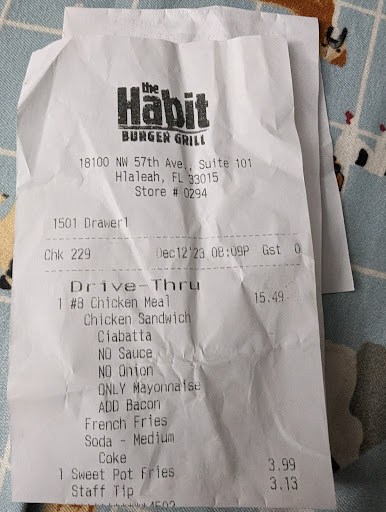 the
Habit
BURGER GRILL
18100 NW 57th Ave., Suite 101
Hialeah, FL 33015
Store # 0294
1501 Drawer1
Chk 229 Dec12'23 08:09P Gst 0
Drive-Thru
1 #8 Chicken Meal 15.49
Chicken Sandwich
Ciabatta
NO Sauce
NO Onion
ONLY Mayonnaise
ADD Bacon
French Fries
Soda - Medium
Coke
1 Sweet Pot Fries 3.99
Staff Tip 3.13